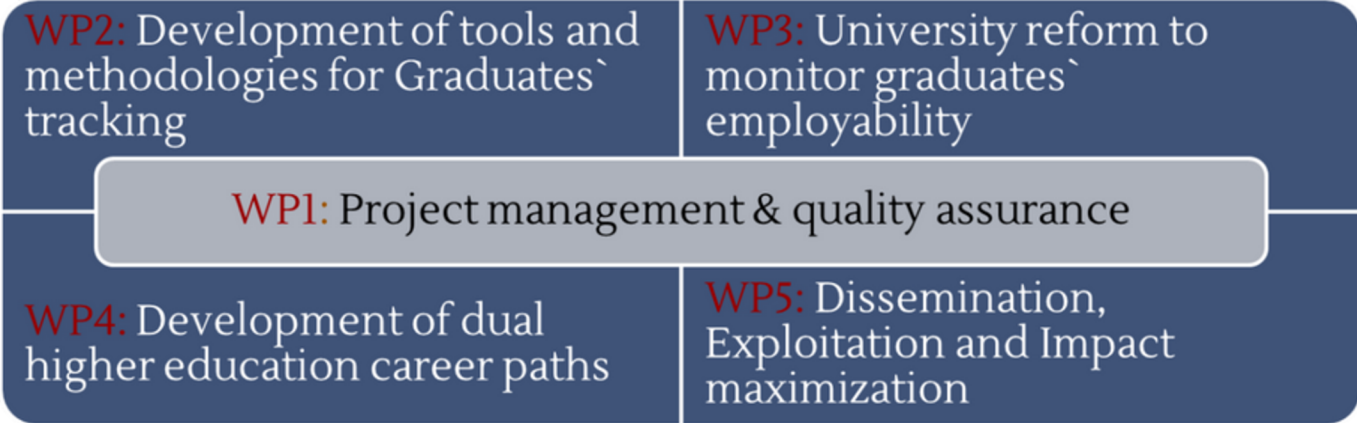 WP2: Development of tools and
methodologies for Graduates`
tracking
WP3: University reform to
monitor graduates`
employability
WP1: Project management & quality assurance
WP4: Development of dual
higher education career paths
WP5: Dissemination,
Exploitation and Impact
maximization